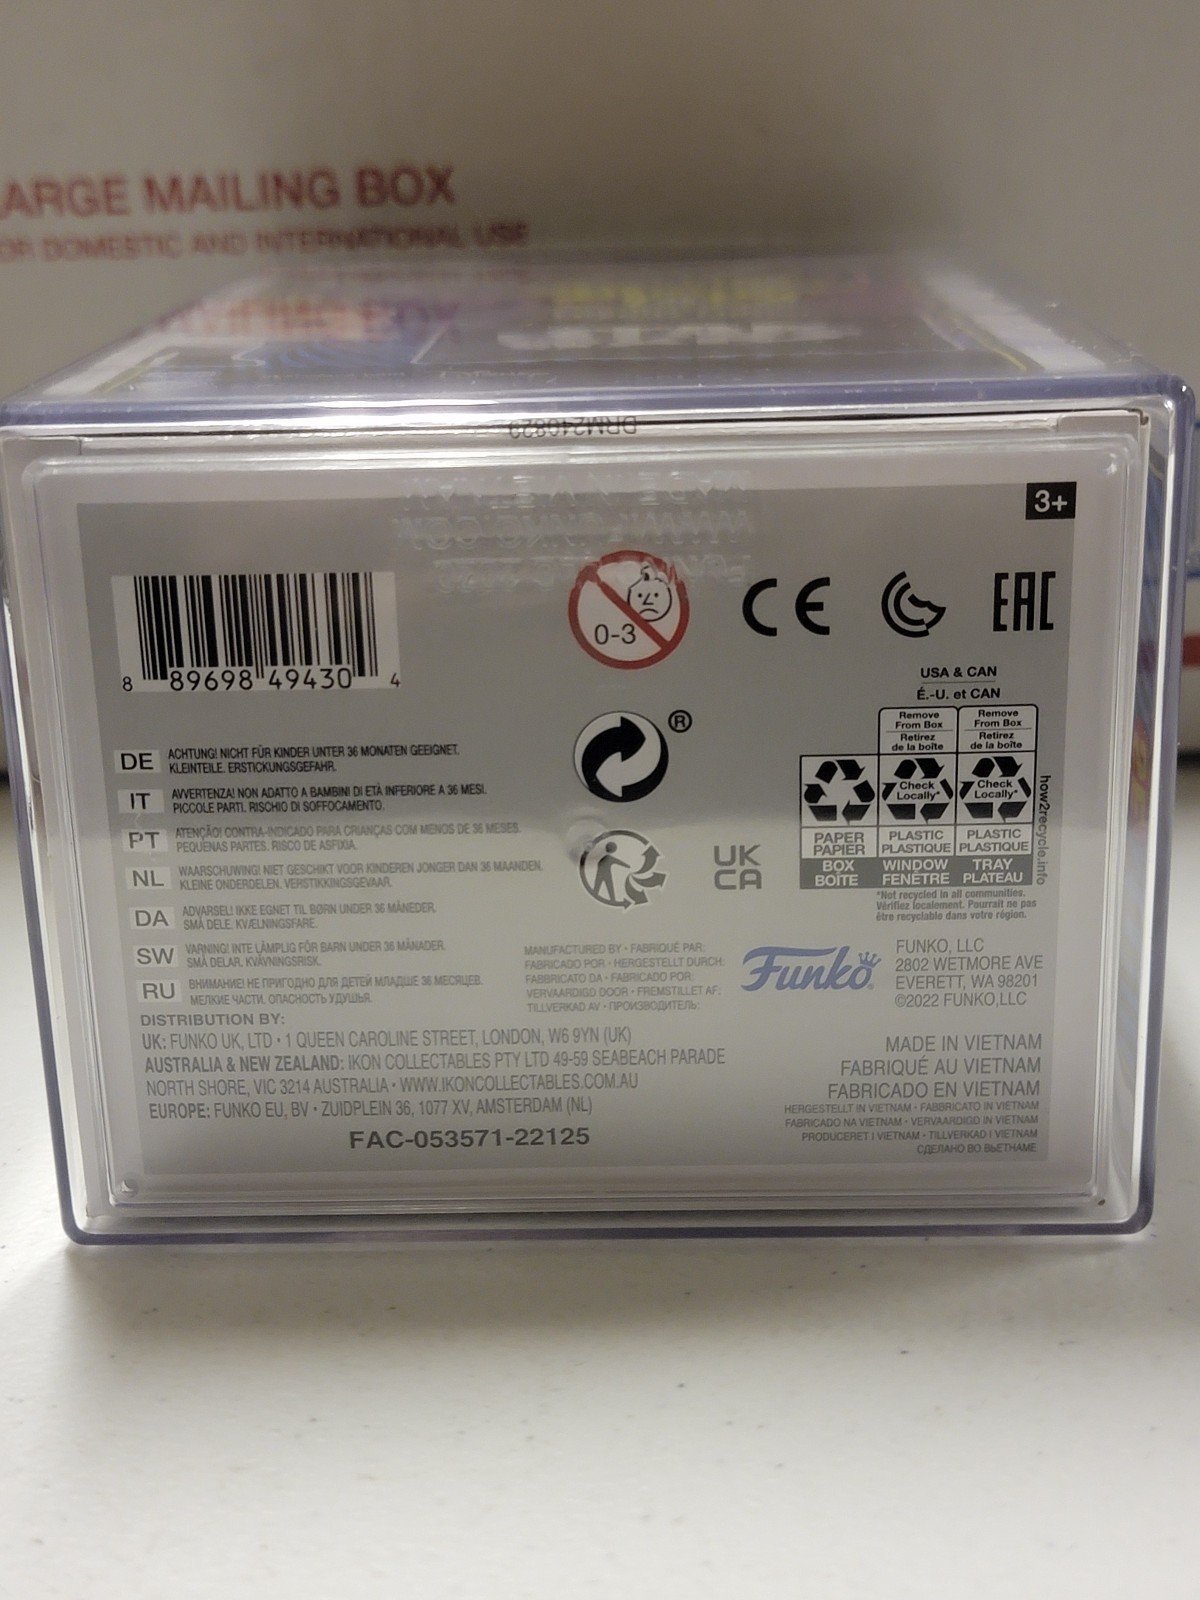 ARGE MAILING BOX
OR DOMESTIC AND INTERNATIONAL USE
DRM210829
3+
0-3
CE
EAC
8 89698 49430 4
USA & CAN
É.-U. et CAN
Remove From Box
Retirez de la boîte
Remove From Box
Retirez de la boîte
Check Locally*
Check Locally*
PAPER
PAPIER
PLASTIC
PLASTIQUE
PLASTIC
PLASTIQUE
BOX
BOÎTE
WINDOW
FENÊTRE
TRAY
PLATEAU
how2recycle.info
*Not recycled in all communities.
Vérifiez localement. Pourrait ne pas
être recyclable dans votre région.
®
UK
CA
DE ACHTUNG! NICHT FÜR KINDER UNTER 36 MONATEN GEEIGNET.
KLEINTEILE. ERSTICKUNGSGEFAHR.
IT AVVERTENZA! NON ADATTO A BAMBINI DI ETÀ INFERIORE A 36 MESI.
PICCOLE PARTI. RISCHIO DI SOFFOCAMENTO.
PT ATENÇÃO! CONTRA-INDICADO PARA CRIANÇAS COM MENOS DE 36 MESES.
PEQUENAS PARTES. RISCO DE ASFIXIA.
NL WAARSCHUWING! NIET GESCHIKT VOOR KINDEREN JONGER DAN 36 MAANDEN.
KLEINE ONDERDELEN. VERSTIKKINGSGEVAAR.
DA ADVARSEL! IKKE EGNET TIL BØRN UNDER 36 MÅNEDER.
SMÅ DELE. KVÆLNINGSFARE.
SW VARNING! INTE LÄMPLIG FÖR BARN UNDER 36 MÅNADER.
SMÅ DELAR. KVÄVNINGSRISK.
RU ВНИМАНИЕ! НЕ ПРИГОДНО ДЛЯ ДЕТЕЙ МЛАДШЕ 36 МЕСЯЦЕВ.
МЕЛКИЕ ЧАСТИ. ОПАСНОСТЬ УДУШЬЯ.
MANUFACTURED BY • FABRIQUÉ PAR:
FABRICADO POR • HERGESTELLT DURCH:
FABBRICATO DA • FABRICADO POR:
VERVAARDIGD DOOR • FREMSTILLET AF:
TILLVERKAD AV • ПРОИЗВОДИТЕЛЬ:
Funko
FUNKO, LLC
2802 WETMORE AVE
EVERETT, WA 98201
©2022 FUNKO,LLC
DISTRIBUTION BY:
UK: FUNKO UK, LTD • 1 QUEEN CAROLINE STREET, LONDON, W6 9YN (UK)
AUSTRALIA & NEW ZEALAND: IKON COLLECTABLES PTY LTD 49-59 SEABEACH PARADE
NORTH SHORE, VIC 3214 AUSTRALIA • WWW.IKONCOLLECTABLES.COM.AU
EUROPE: FUNKO EU, BV • ZUIDPLEIN 36, 1077 XV, AMSTERDAM (NL)
FAC-053571-22125
MADE IN VIETNAM
FABRIQUÉ AU VIETNAM
FABRICADO EN VIETNAM
HERGESTELLT IN VIETNAM • FABBRICATO IN VIETNAM
FABRICADO NA VIETNAM • VERVAARDIGD IN VIETNAM
PRODUCERET I VIETNAM • TILLVERKAD I VIETNAM
СДЕЛАНО ВО ВЬЕТНАМЕ